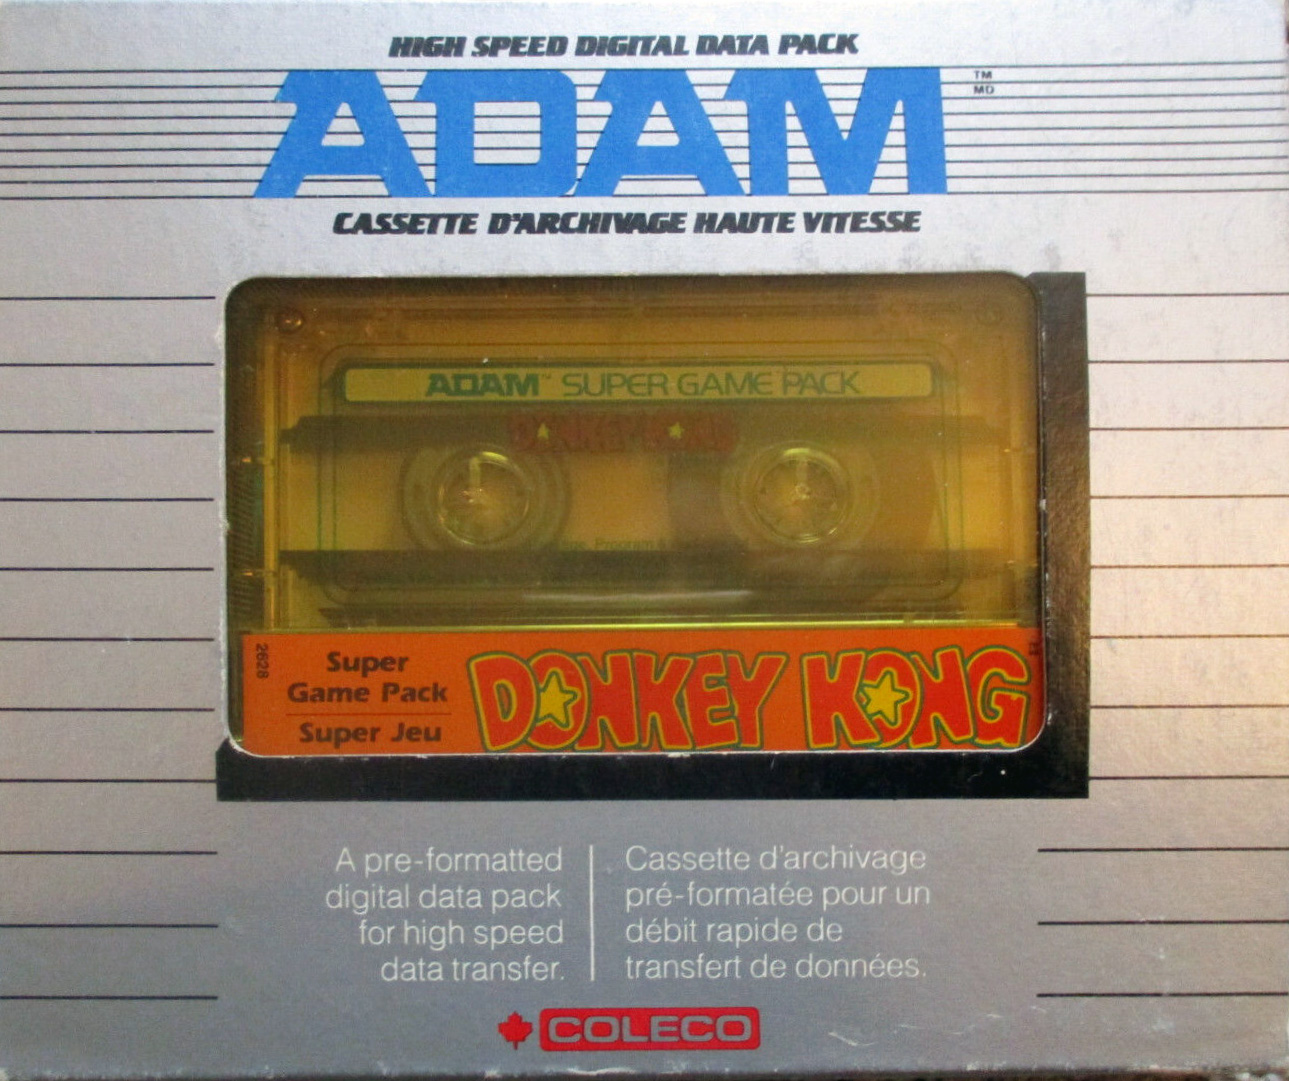 HIGH SPEED DIGITAL DATA PACK
ADAM
TM
MD
CASSETTE D'ARCHIVAGE HAUTE VITESSE
ADAM™ SUPER GAME PACK
DONKEY KONG
2628
Super
Game Pack
Super Jeu
DONKEY KONG
A pre-formatted
digital data pack
for high speed
data transfer.
Cassette d'archivage
pré-formatée pour un
débit rapide de
transfert de données.
COLECO